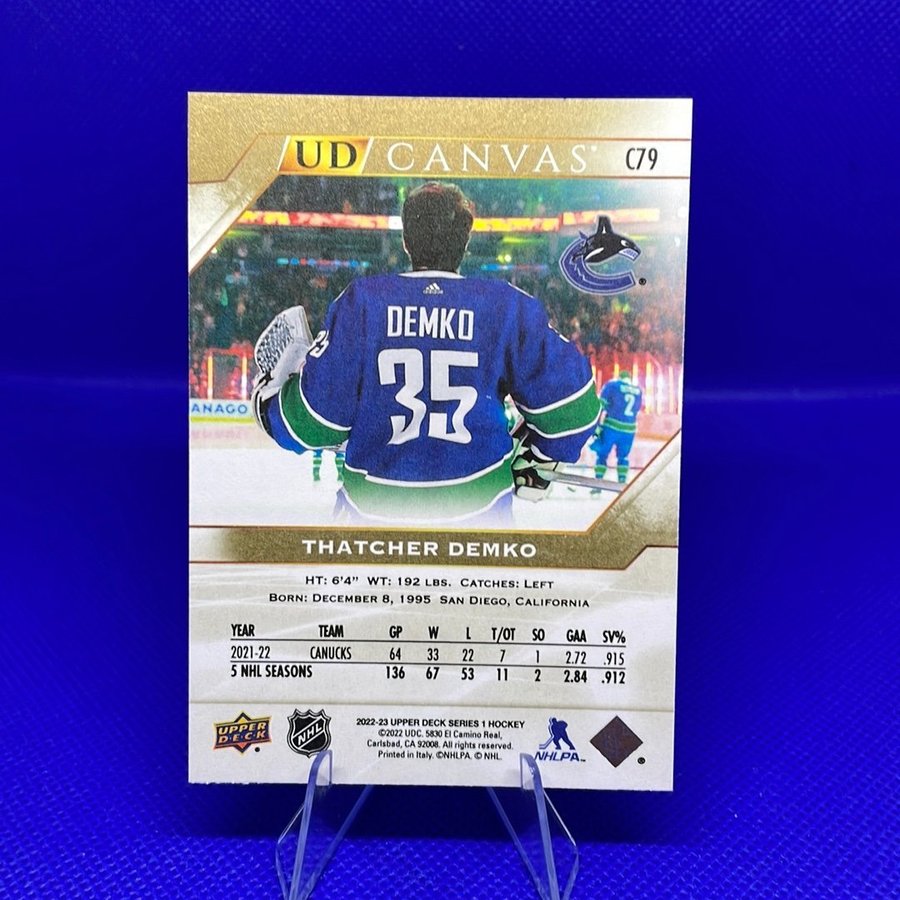 UD CANVAS® C79
adidas
DEMKO
35
35
2
ANAGO
THATCHER DEMKO
HT: 6'4" WT: 192 LBS. CATCHES: LEFT
BORN: DECEMBER 8, 1995 SAN DIEGO, CALIFORNIA
YEAR TEAM GP W L T/OT SO GAA SV%
2021-22 CANUCKS 64 33 22 7 1 2.72 .915
5 NHL SEASONS 136 67 53 11 2 2.84 .912
UPPER DECK.
NHL
2022-23 UPPER DECK SERIES 1 HOCKEY
©2022 UDC. 5830 El Camino Real,
Carlsbad, CA 92008. All rights reserved.
Printed in Italy. ©NHLPA. © NHL.
NHLPA™
®